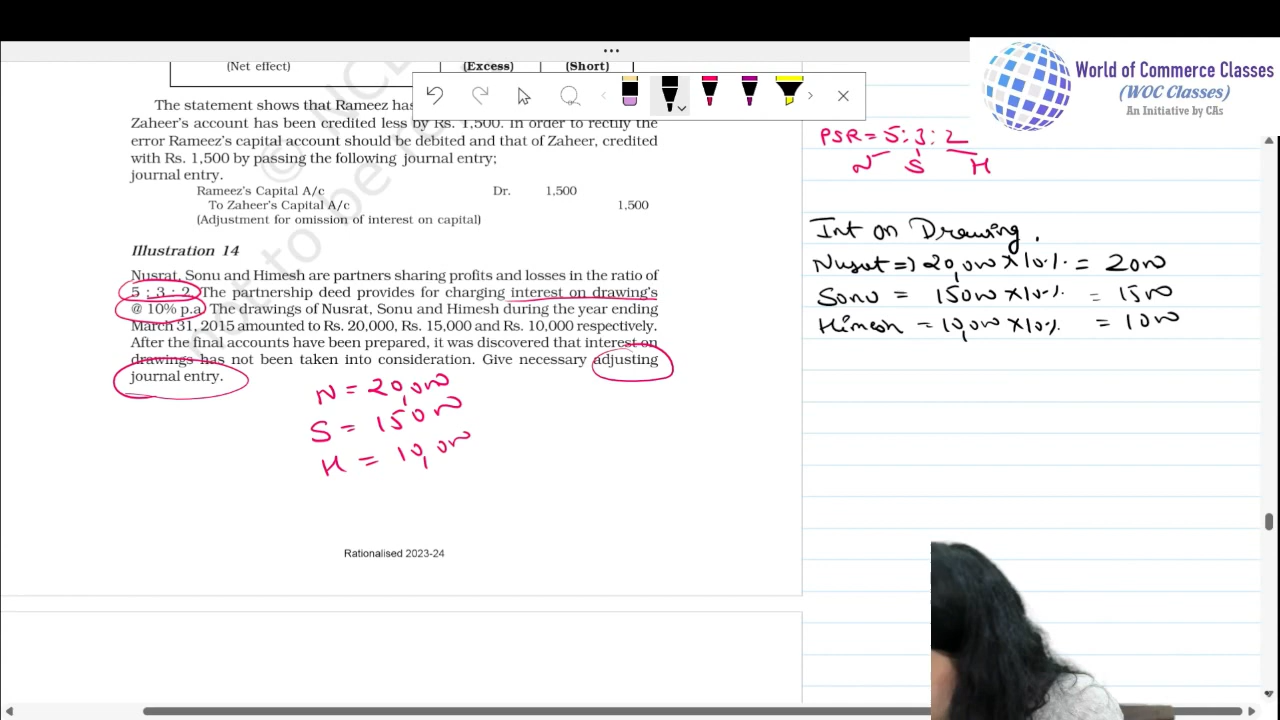 World of Commerce Classes
(WOC Classes)
An Initiative by CAs
(Net effect) (Excess) (Short)
The statement shows that Rameez has
Zaheer's account has been credited less by Rs. 1,500. In order to rectify the
error Rameez's capital account should be debited and that of Zaheer, credited
with Rs. 1,500 by passing the following journal entry;
journal entry.
Rameez's Capital A/c Dr. 1,500
To Zaheer's Capital A/c 1,500
(Adjustment for omission of interest on capital)
Illustration 14
Nusrat, Sonu and Himesh are partners sharing profits and losses in the ratio of
5 : 3 : 2. The partnership deed provides for charging interest on drawing's
@ 10% p.a. The drawings of Nusrat, Sonu and Himesh during the year ending
March 31, 2015 amounted to Rs. 20,000, Rs. 15,000 and Rs. 10,000 respectively.
After the final accounts have been prepared, it was discovered that interest on
drawings has not been taken into consideration. Give necessary adjusting
journal entry.
N = 20,000
S = 15000
H = 10,000
Rationalised 2023-24
PSR = 5 : 3 : 2
N S H
Int on Drawing.
Nusrat => 20,000 × 10% = 2000
Sonu = 15000 × 10% = 1500
Himesh = 10,000 × 10% = 1000